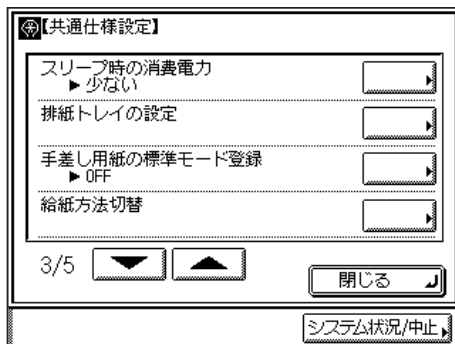 【共通仕様設定】
スリープ時の消費電力
▶ 少ない
排紙トレイの設定
手差し用紙の標準モード登録
▶ OFF
給紙方法切替
3/5
閉じる
システム状況/中止